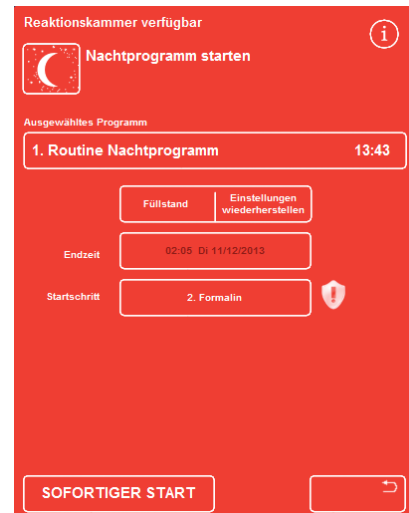 Reaktionskammer verfügbar
i
Nachtprogramm starten
Ausgewähltes Programm
1. Routine Nachtprogramm 13:43
Füllstand
Einstellungen
wiederherstellen
Endzeit
02:05 Di 11/12/2013
Startschritt
2. Formalin
!
SOFORTIGER START